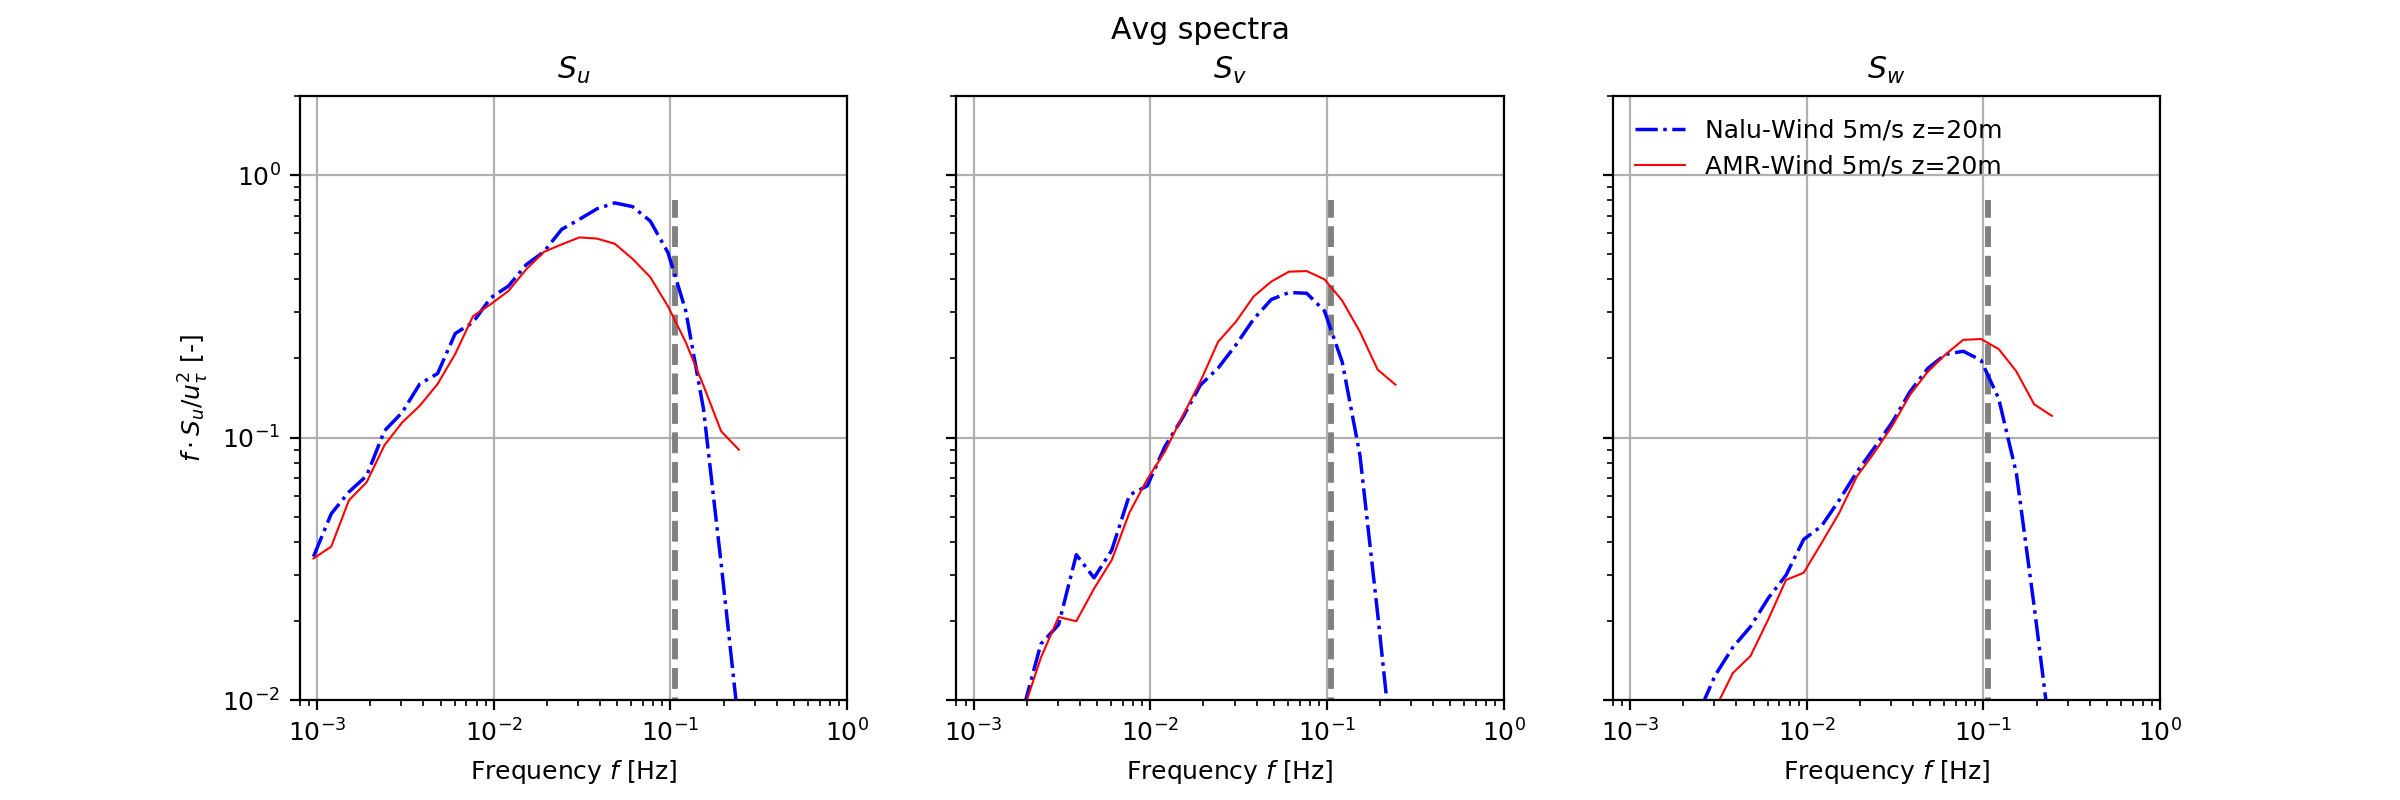 Avg spectra
S_u
S_v
S_w
Nalu-Wind 5m/s z=20m
AMR-Wind 5m/s z=20m
f · S_u/u_τ^2 [-]
10^0
10^−1
10^−2
10^−3 10^−2 10^−1 10^0
10^−3 10^−2 10^−1 10^0
10^−3 10^−2 10^−1 10^0
Frequency f [Hz]
Frequency f [Hz]
Frequency f [Hz]